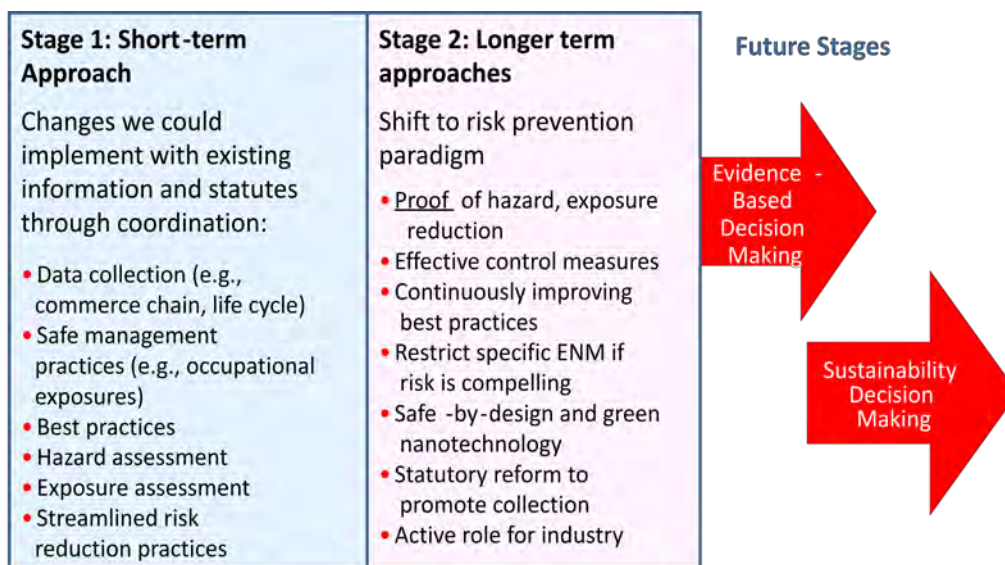 Stage 1: Short-term
Approach
Changes we could
implement with existing
information and statutes
through coordination:
• Data collection (e.g.,
commerce chain, life cycle)
• Safe management
practices (e.g., occupational
exposures)
• Best practices
• Hazard assessment
• Exposure assessment
• Streamlined risk
reduction practices
Stage 2: Longer term
approaches
Shift to risk prevention
paradigm
• Proof of hazard, exposure
reduction
• Effective control measures
• Continuously improving
best practices
• Restrict specific ENM if
risk is compelling
• Safe -by-design and green
nanotechnology
• Statutory reform to
promote collection
• Active role for industry
Future Stages
Evidence -
Based
Decision
Making
Sustainability
Decision
Making